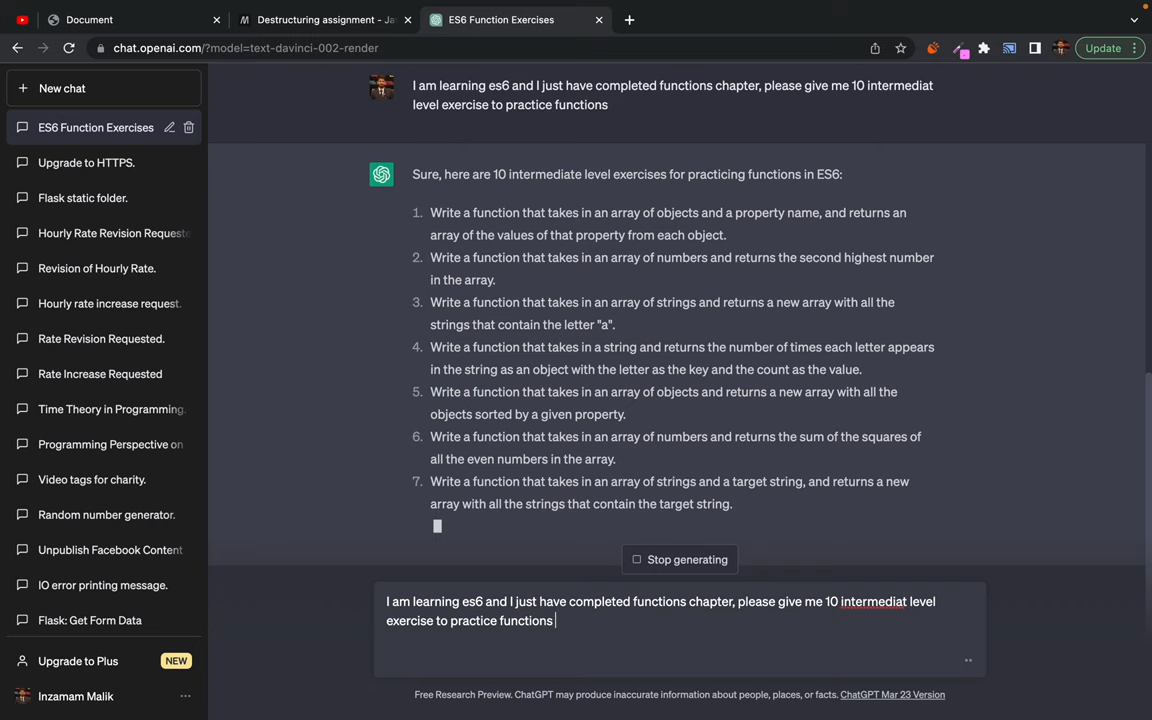 Document
Destructuring assignment - Ja
ES6 Function Exercises
chat.openai.com/?model=text-davinci-002-render
Update
New chat
ES6 Function Exercises
Upgrade to HTTPS.
Flask static folder.
Hourly Rate Revision Requeste
Revision of Hourly Rate.
Hourly rate increase request.
Rate Revision Requested.
Rate Increase Requested
Time Theory in Programming.
Programming Perspective on
Video tags for charity.
Random number generator.
Unpublish Facebook Content
IO error printing message.
Flask: Get Form Data
Upgrade to Plus
NEW
Inzamam Malik
I am learning es6 and I just have completed functions chapter, please give me 10 intermediat
level exercise to practice functions
Sure, here are 10 intermediate level exercises for practicing functions in ES6:
1. Write a function that takes in an array of objects and a property name, and returns an
array of the values of that property from each object.
2. Write a function that takes in an array of numbers and returns the second highest number
in the array.
3. Write a function that takes in an array of strings and returns a new array with all the
strings that contain the letter "a".
4. Write a function that takes in a string and returns the number of times each letter appears
in the string as an object with the letter as the key and the count as the value.
5. Write a function that takes in an array of objects and returns a new array with all the
objects sorted by a given property.
6. Write a function that takes in an array of numbers and returns the sum of the squares of
all the even numbers in the array.
7. Write a function that takes in an array of strings and a target string, and returns a new
array with all the strings that contain the target string.
Stop generating
I am learning es6 and I just have completed functions chapter, please give me 10 intermediat level
exercise to practice functions
Free Research Preview. ChatGPT may produce inaccurate information about people, places, or facts. ChatGPT Mar 23 Version